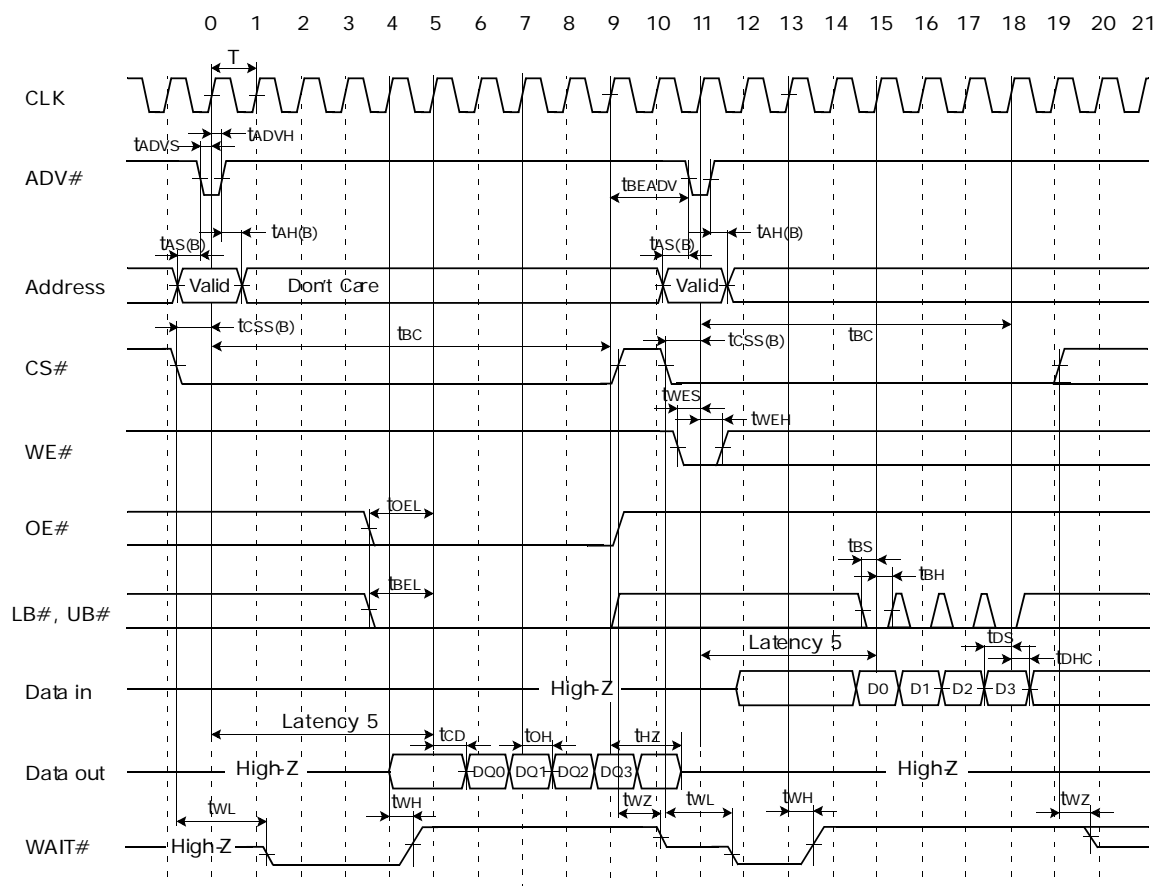 0 1 2 3 4 5 6 7 8 9 10 11 12 13 14 15 16 17 18 19 20 21
T
CLK
tADVH
tADVS
ADV#
tBEADV
tAS(B) tAH(B) tAS(B) tAH(B)
Address Valid Don't Care Valid
tCSS(B) tBC tCSS(B) tBC
CS#
tWES
tWEH
WE#
tOEL
OE#
tBS
tBEL tBH
LB#, UB#
Latency 5 tDS
tDHC
Data in High-Z D0 D1 D2 D3
Latency 5 tCD tOH tHZ
Data out High-Z DQ0 DQ1 DQ2 DQ3 High-Z
tWL tWH tWZ tWL tWH tWZ
WAIT# High-Z